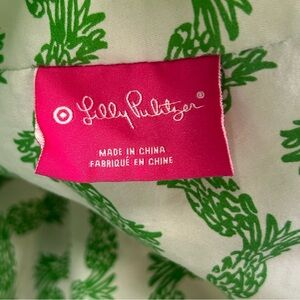 Lilly Pulitzer®
MADE IN CHINA
FABRIQUÉ EN CHINE